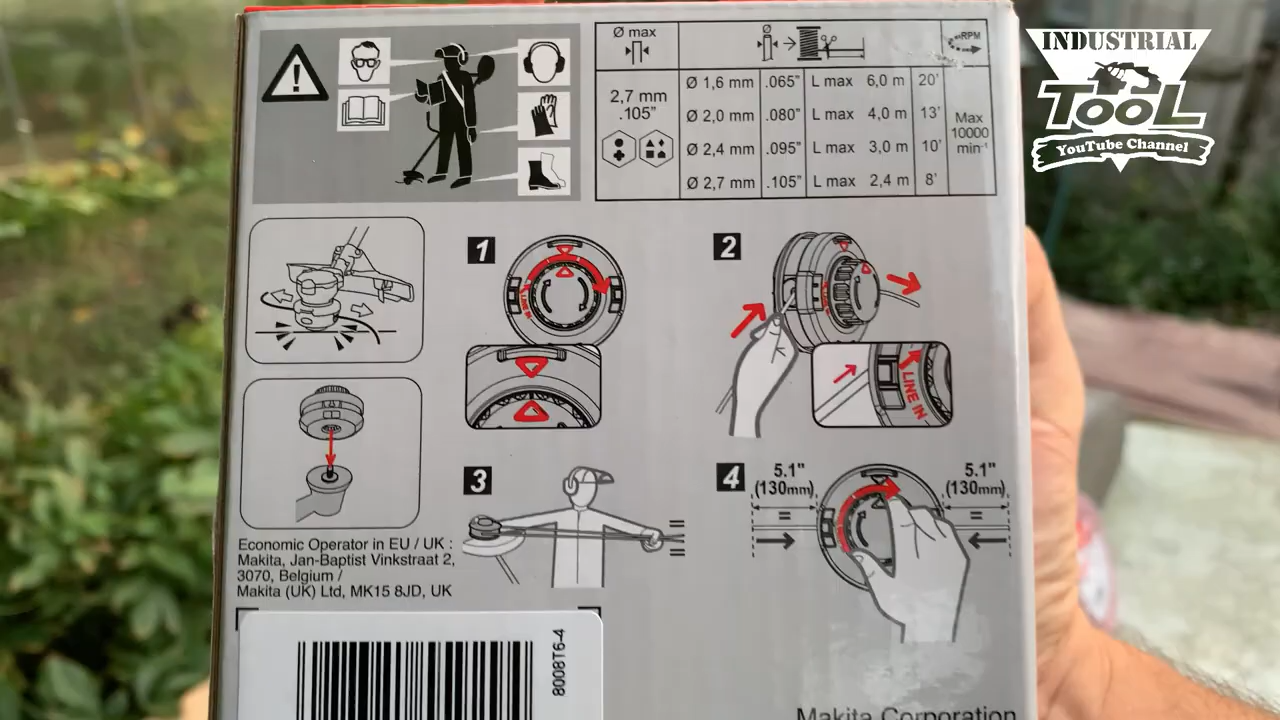 Ø max
Ø
RPM
2,7 mm
.105"
Ø 1,6 mm .065" L max 6,0 m 20'
Ø 2,0 mm .080" L max 4,0 m 13'
Ø 2,4 mm .095" L max 3,0 m 10'
Ø 2,7 mm .105" L max 2,4 m 8'
Max
10000
min⁻¹
INDUSTRIAL
TOOL
YouTube Channel
1
2
LINE IN
3
4
5.1"
(130mm)
=
5.1"
(130mm)
=
Economic Operator in EU / UK :
Makita, Jan-Baptist Vinkstraat 2,
3070, Belgium /
Makita (UK) Ltd, MK15 8JD, UK
8008T6-4
Makita Corporation